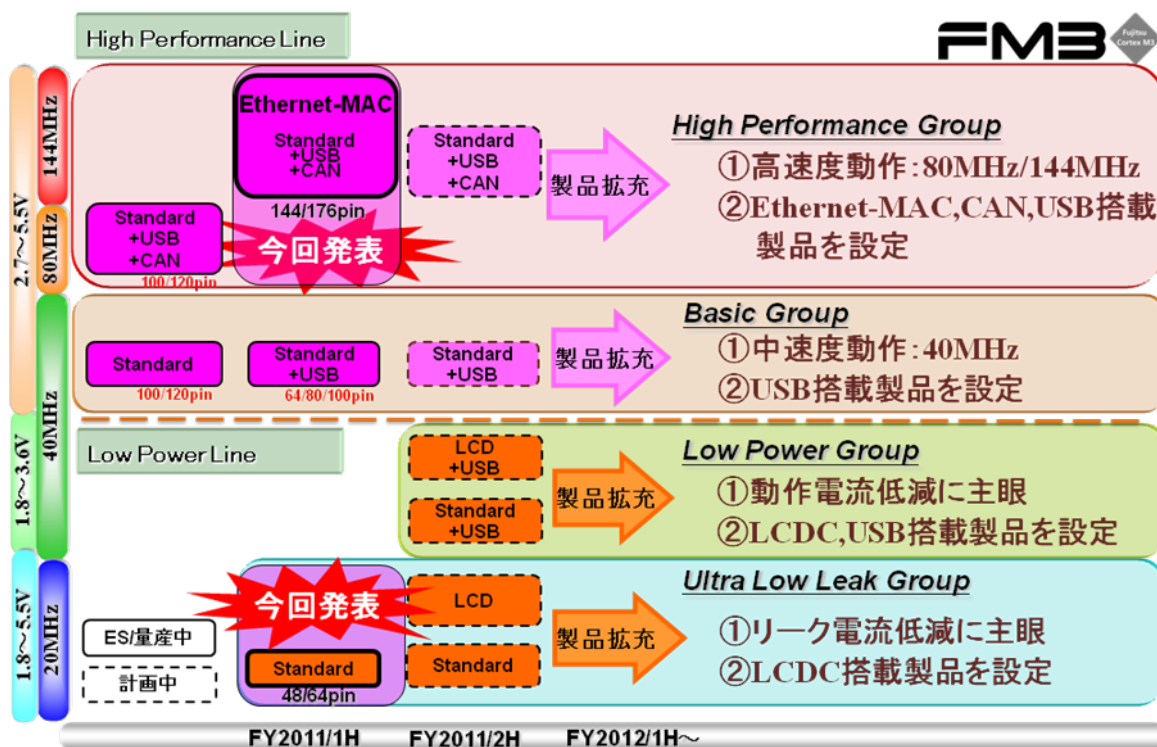 High Performance Line
FM3
Fujitsu
Cortex M3
2.7～5.5V
144MHz
80MHz
Ethernet-MAC
Standard
+USB
+CAN
144/176pin
Standard
+USB
+CAN
100/120pin
今回発表
Standard
+USB
+CAN
製品拡充
High Performance Group
①高速度動作：80MHz/144MHz
②Ethernet-MAC,CAN,USB搭載
製品を設定
40MHz
Standard
100/120pin
Standard
+USB
64/80/100pin
Standard
+USB
製品拡充
Basic Group
①中速度動作：40MHz
②USB搭載製品を設定
Low Power Line
1.8～3.6V
LCD
+USB
Standard
+USB
製品拡充
Low Power Group
①動作電流低減に主眼
②LCDC,USB搭載製品を設定
1.8～5.5V
20MHz
ES/量産中
計画中
今回発表
Standard
48/64pin
LCD
Standard
製品拡充
Ultra Low Leak Group
①リーク電流低減に主眼
②LCDC搭載製品を設定
FY2011/1H
FY2011/2H
FY2012/1H～